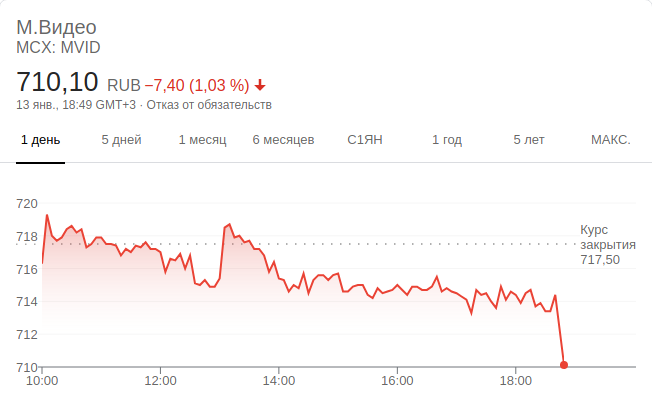 М.Видео
MCX: MVID
710,10 RUB −7,40 (1,03 %)
13 янв., 18:49 GMT+3 · Отказ от обязательств
1 день 5 дней 1 месяц 6 месяцев С1ЯН 1 год 5 лет МАКС.
720
718
716
714
712
710
Курс
закрытия
717,50
10:00 12:00 14:00 16:00 18:00